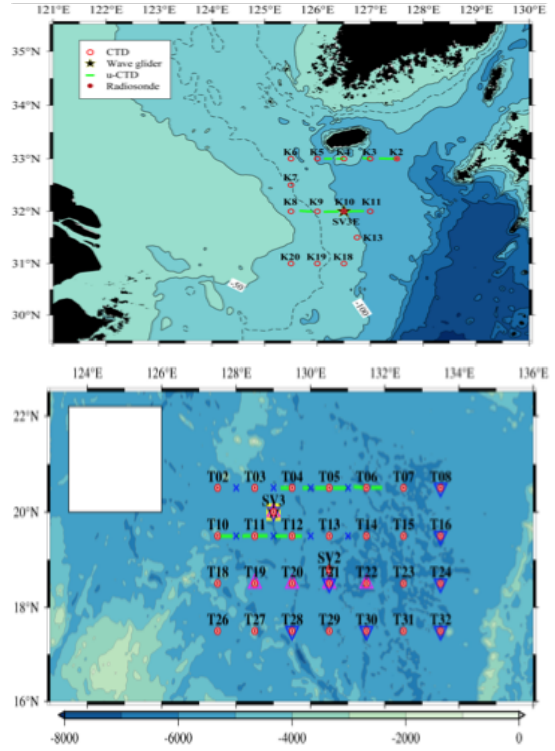 121°E 122°E 123°E 124°E 125°E 126°E 127°E 128°E 129°E 130°E
35°N
CTD
Wave glider
u-CTD
Radiosonde
34°N
33°N
K6 K5 K4 K3 K2
K7
32°N
K8 K9 K10 K11
SV3E
K13
31°N
K20 K19 K18
-50
-100
30°N
124°E 126°E 128°E 130°E 132°E 134°E 136°E
22°N
T02 T03 T04 T05 T06 T07 T08
20°N
SV3
T10 T11 T12 T13 T14 T15 T16
SV2
T18 T19 T20 T21 T22 T23 T24
18°N
T26 T27 T28 T29 T30 T31 T32
16°N
-8000 -6000 -4000 -2000 0